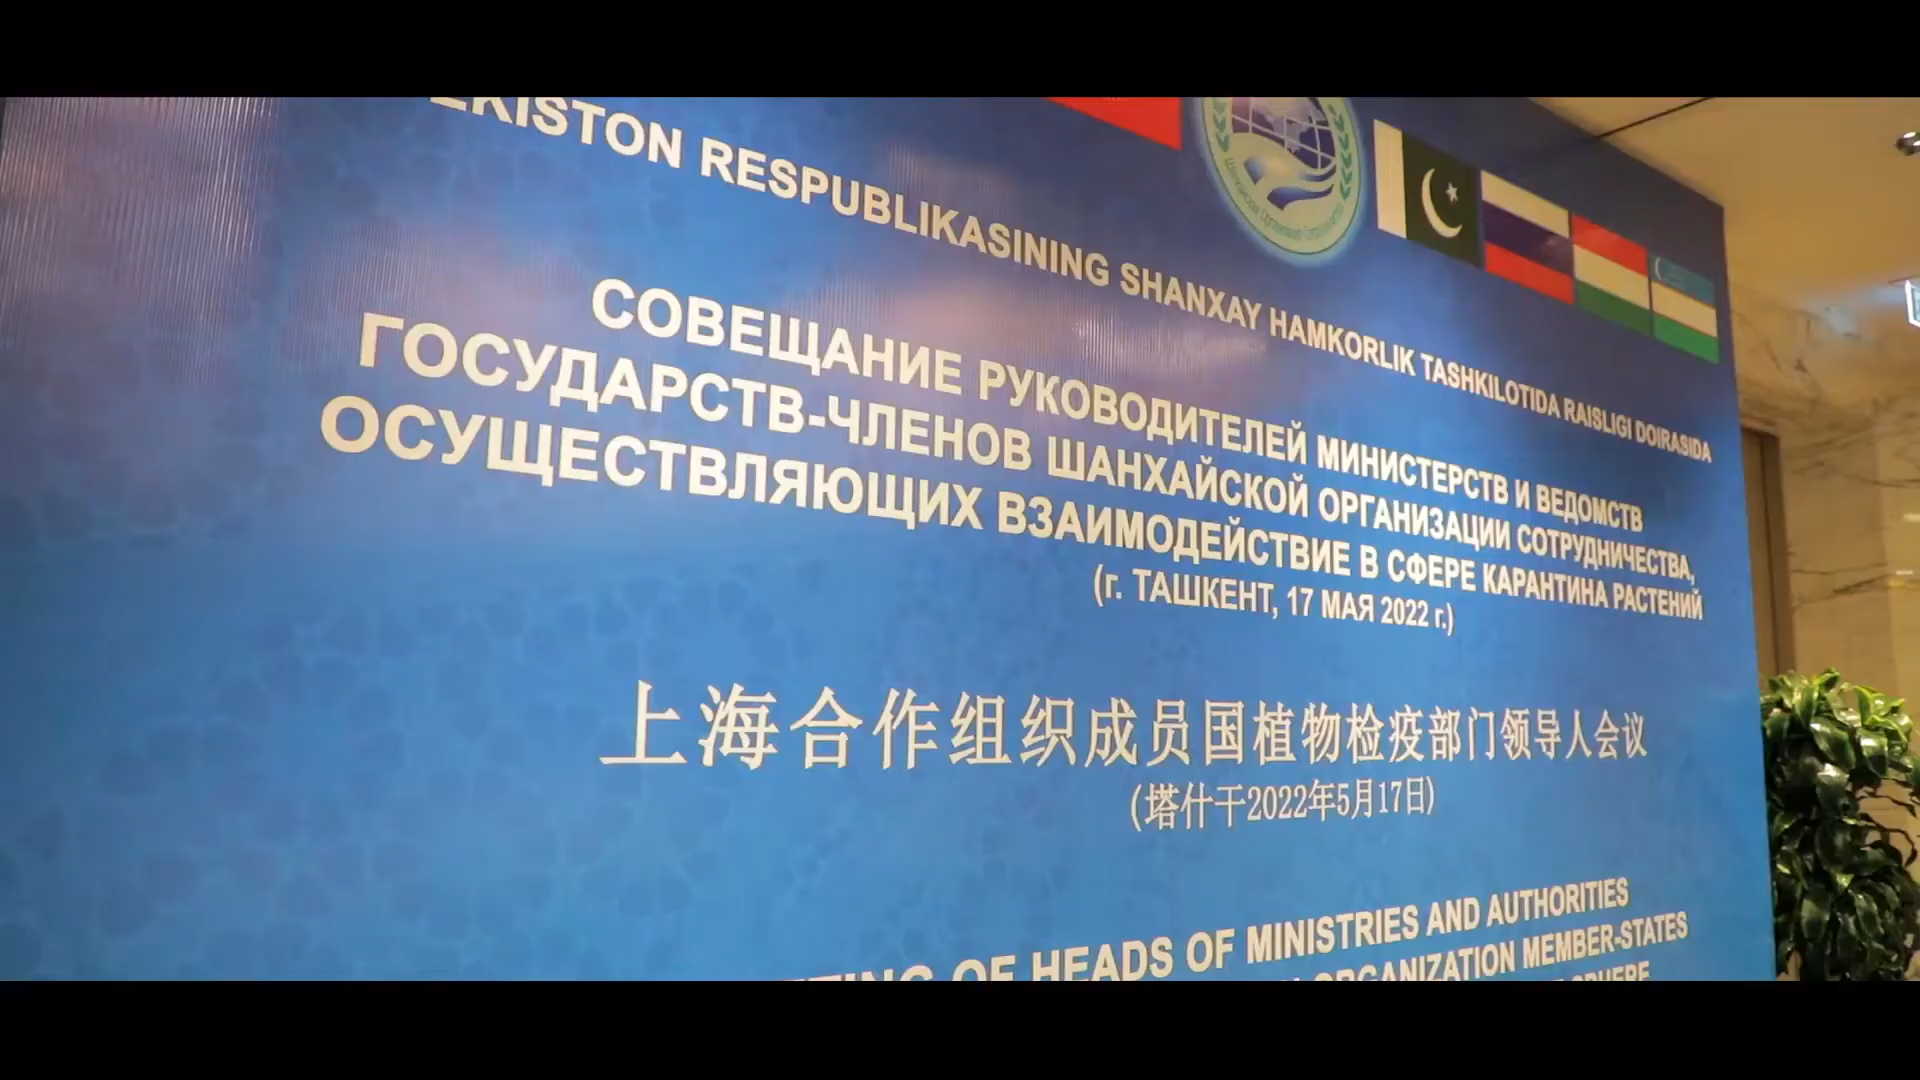 RESPUBLIKASINING SHANXAY HAMKORLIK TASHKILOTIDA RAISLIGI DOIRASIDA
СОВЕЩАНИЕ РУКОВОДИТЕЛЕЙ МИНИСТЕРСТВ И ВЕДОМСТВ
ГОСУДАРСТВ-ЧЛЕНОВ ШАНХАЙСКОЙ ОРГАНИЗАЦИИ СОТРУДНИЧЕСТВА,
ОСУЩЕСТВЛЯЮЩИХ ВЗАИМОДЕЙСТВИЕ В СФЕРЕ КАРАНТИНА РАСТЕНИЙ
(г. ТАШКЕНТ, 17 МАЯ 2022 г.)
上海合作组织成员国植物检疫部门领导人会议
(塔什干2022年5月17日)
OF HEADS OF MINISTRIES AND AUTHORITIES
ORGANIZATION MEMBER-STATES